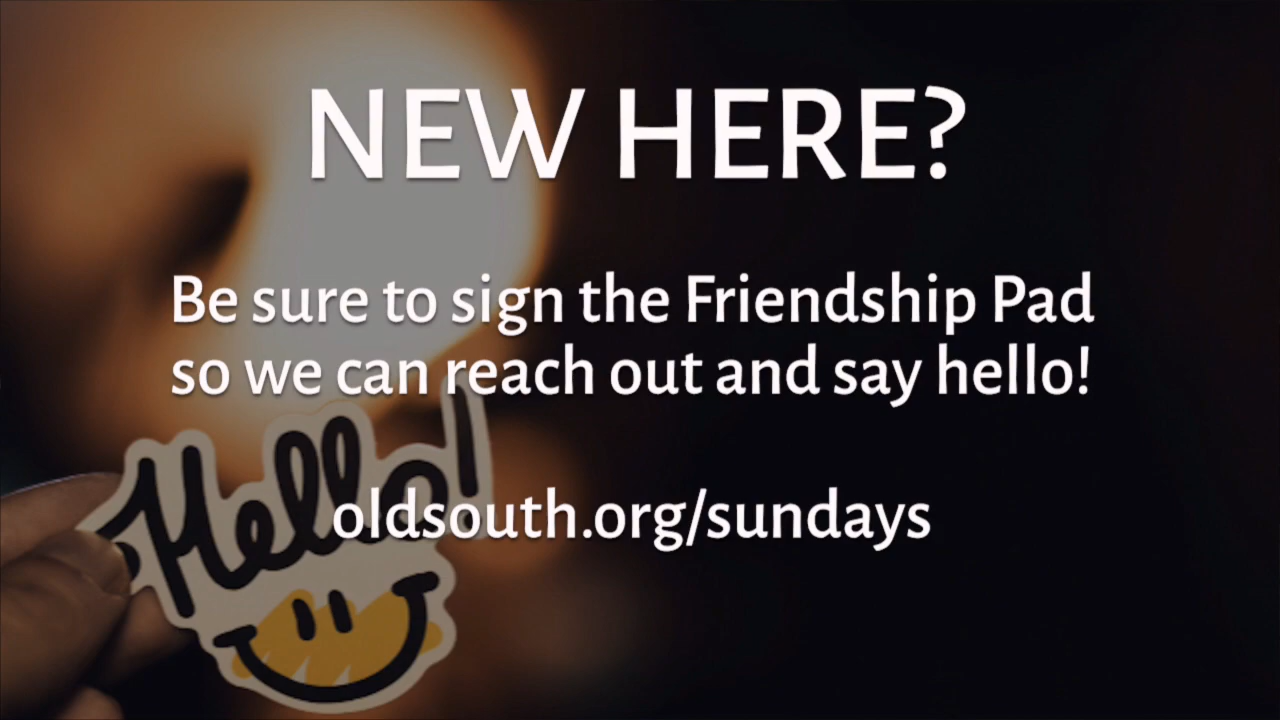 NEW HERE?
Be sure to sign the Friendship Pad
so we can reach out and say hello!
oldsouth.org/sundays
Hello!